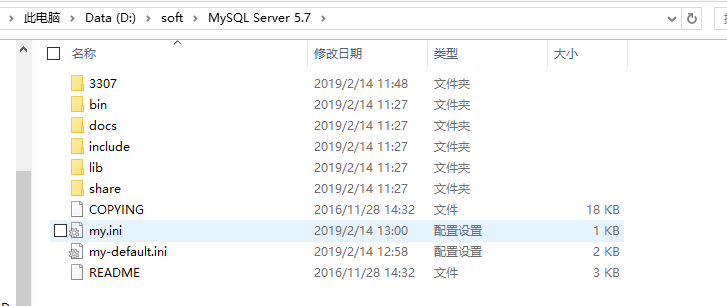 此电脑 > Data (D:) > soft > MySQL Server 5.7 >
名称 修改日期 类型 大小
3307 2019/2/14 11:48 文件夹
bin 2019/2/14 11:27 文件夹
docs 2019/2/14 11:27 文件夹
include 2019/2/14 11:27 文件夹
lib 2019/2/14 11:27 文件夹
share 2019/2/14 11:27 文件夹
COPYING 2016/11/28 14:32 文件 18 KB
my.ini 2019/2/14 13:00 配置设置 1 KB
my-default.ini 2019/2/14 12:58 配置设置 2 KB
README 2016/11/28 14:32 文件 3 KB